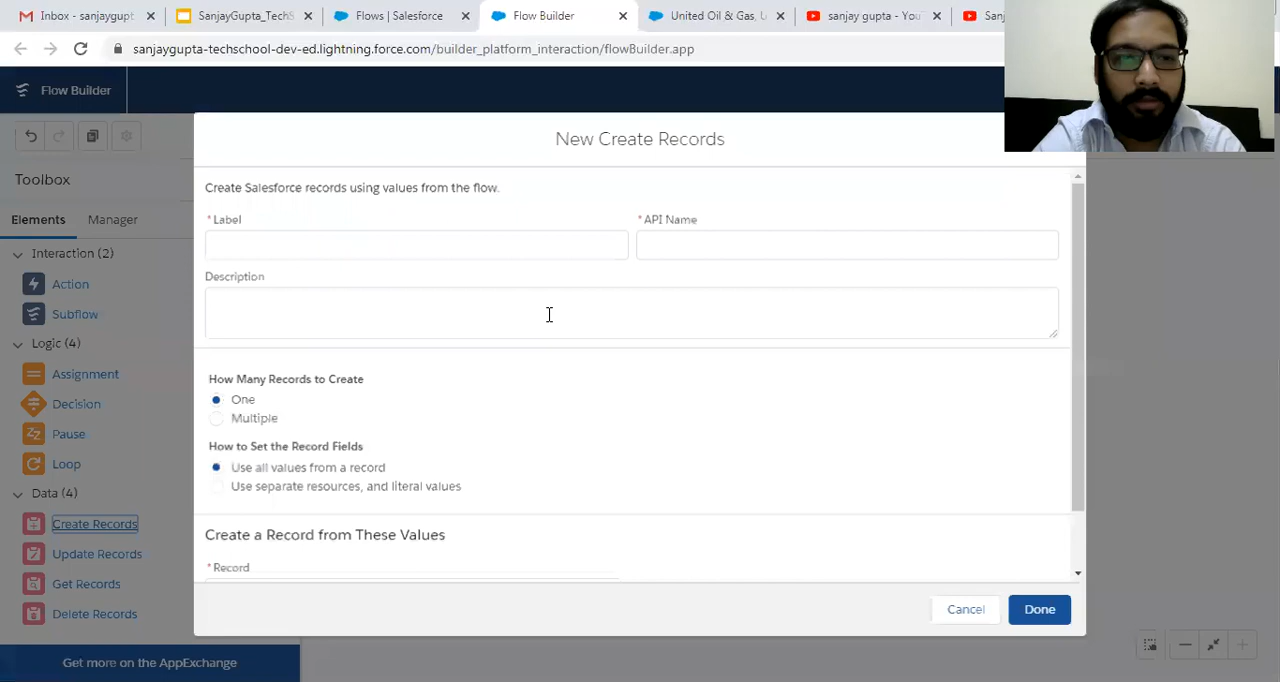 Inbox - sanjaygupt
SanjayGupta_TechS
Flows | Salesforce
Flow Builder
United Oil & Gas, U
sanjay gupta - You
San
sanjaygupta-techschool-dev-ed.lightning.force.com/builder_platform_interaction/flowBuilder.app
Flow Builder
New Create Records
Toolbox
Elements
Manager
Interaction (2)
Action
Subflow
Logic (4)
Assignment
Decision
Pause
Loop
Data (4)
Create Records
Update Records
Get Records
Delete Records
Get more on the AppExchange
Create Salesforce records using values from the flow.
* Label
* API Name
Description
How Many Records to Create
One
Multiple
How to Set the Record Fields
Use all values from a record
Use separate resources, and literal values
Create a Record from These Values
* Record
Cancel
Done